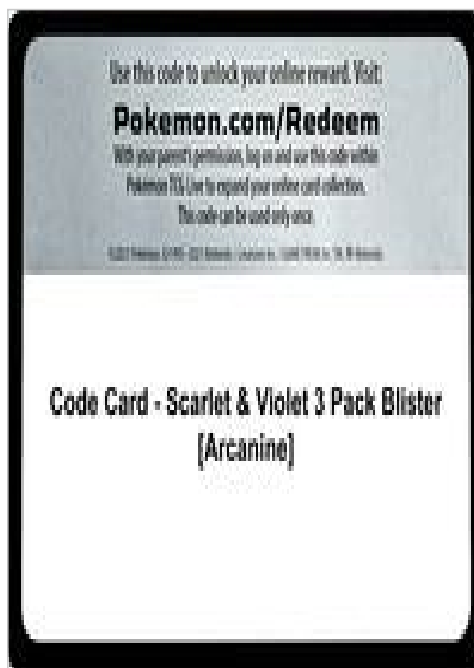 Use this code to unlock your online reward. Visit:
Pokemon.com/Redeem
With your parent's permission, log on and use this code within
Pokémon TCG Live to expand your online card collection.
This code can be used only once.
Code Card - Scarlet & Violet 3 Pack Blister
[Arcanine]